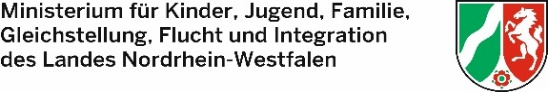 Ministerium für Kinder, Jugend, Familie,
Gleichstellung, Flucht und Integration
des Landes Nordrhein-Westfalen